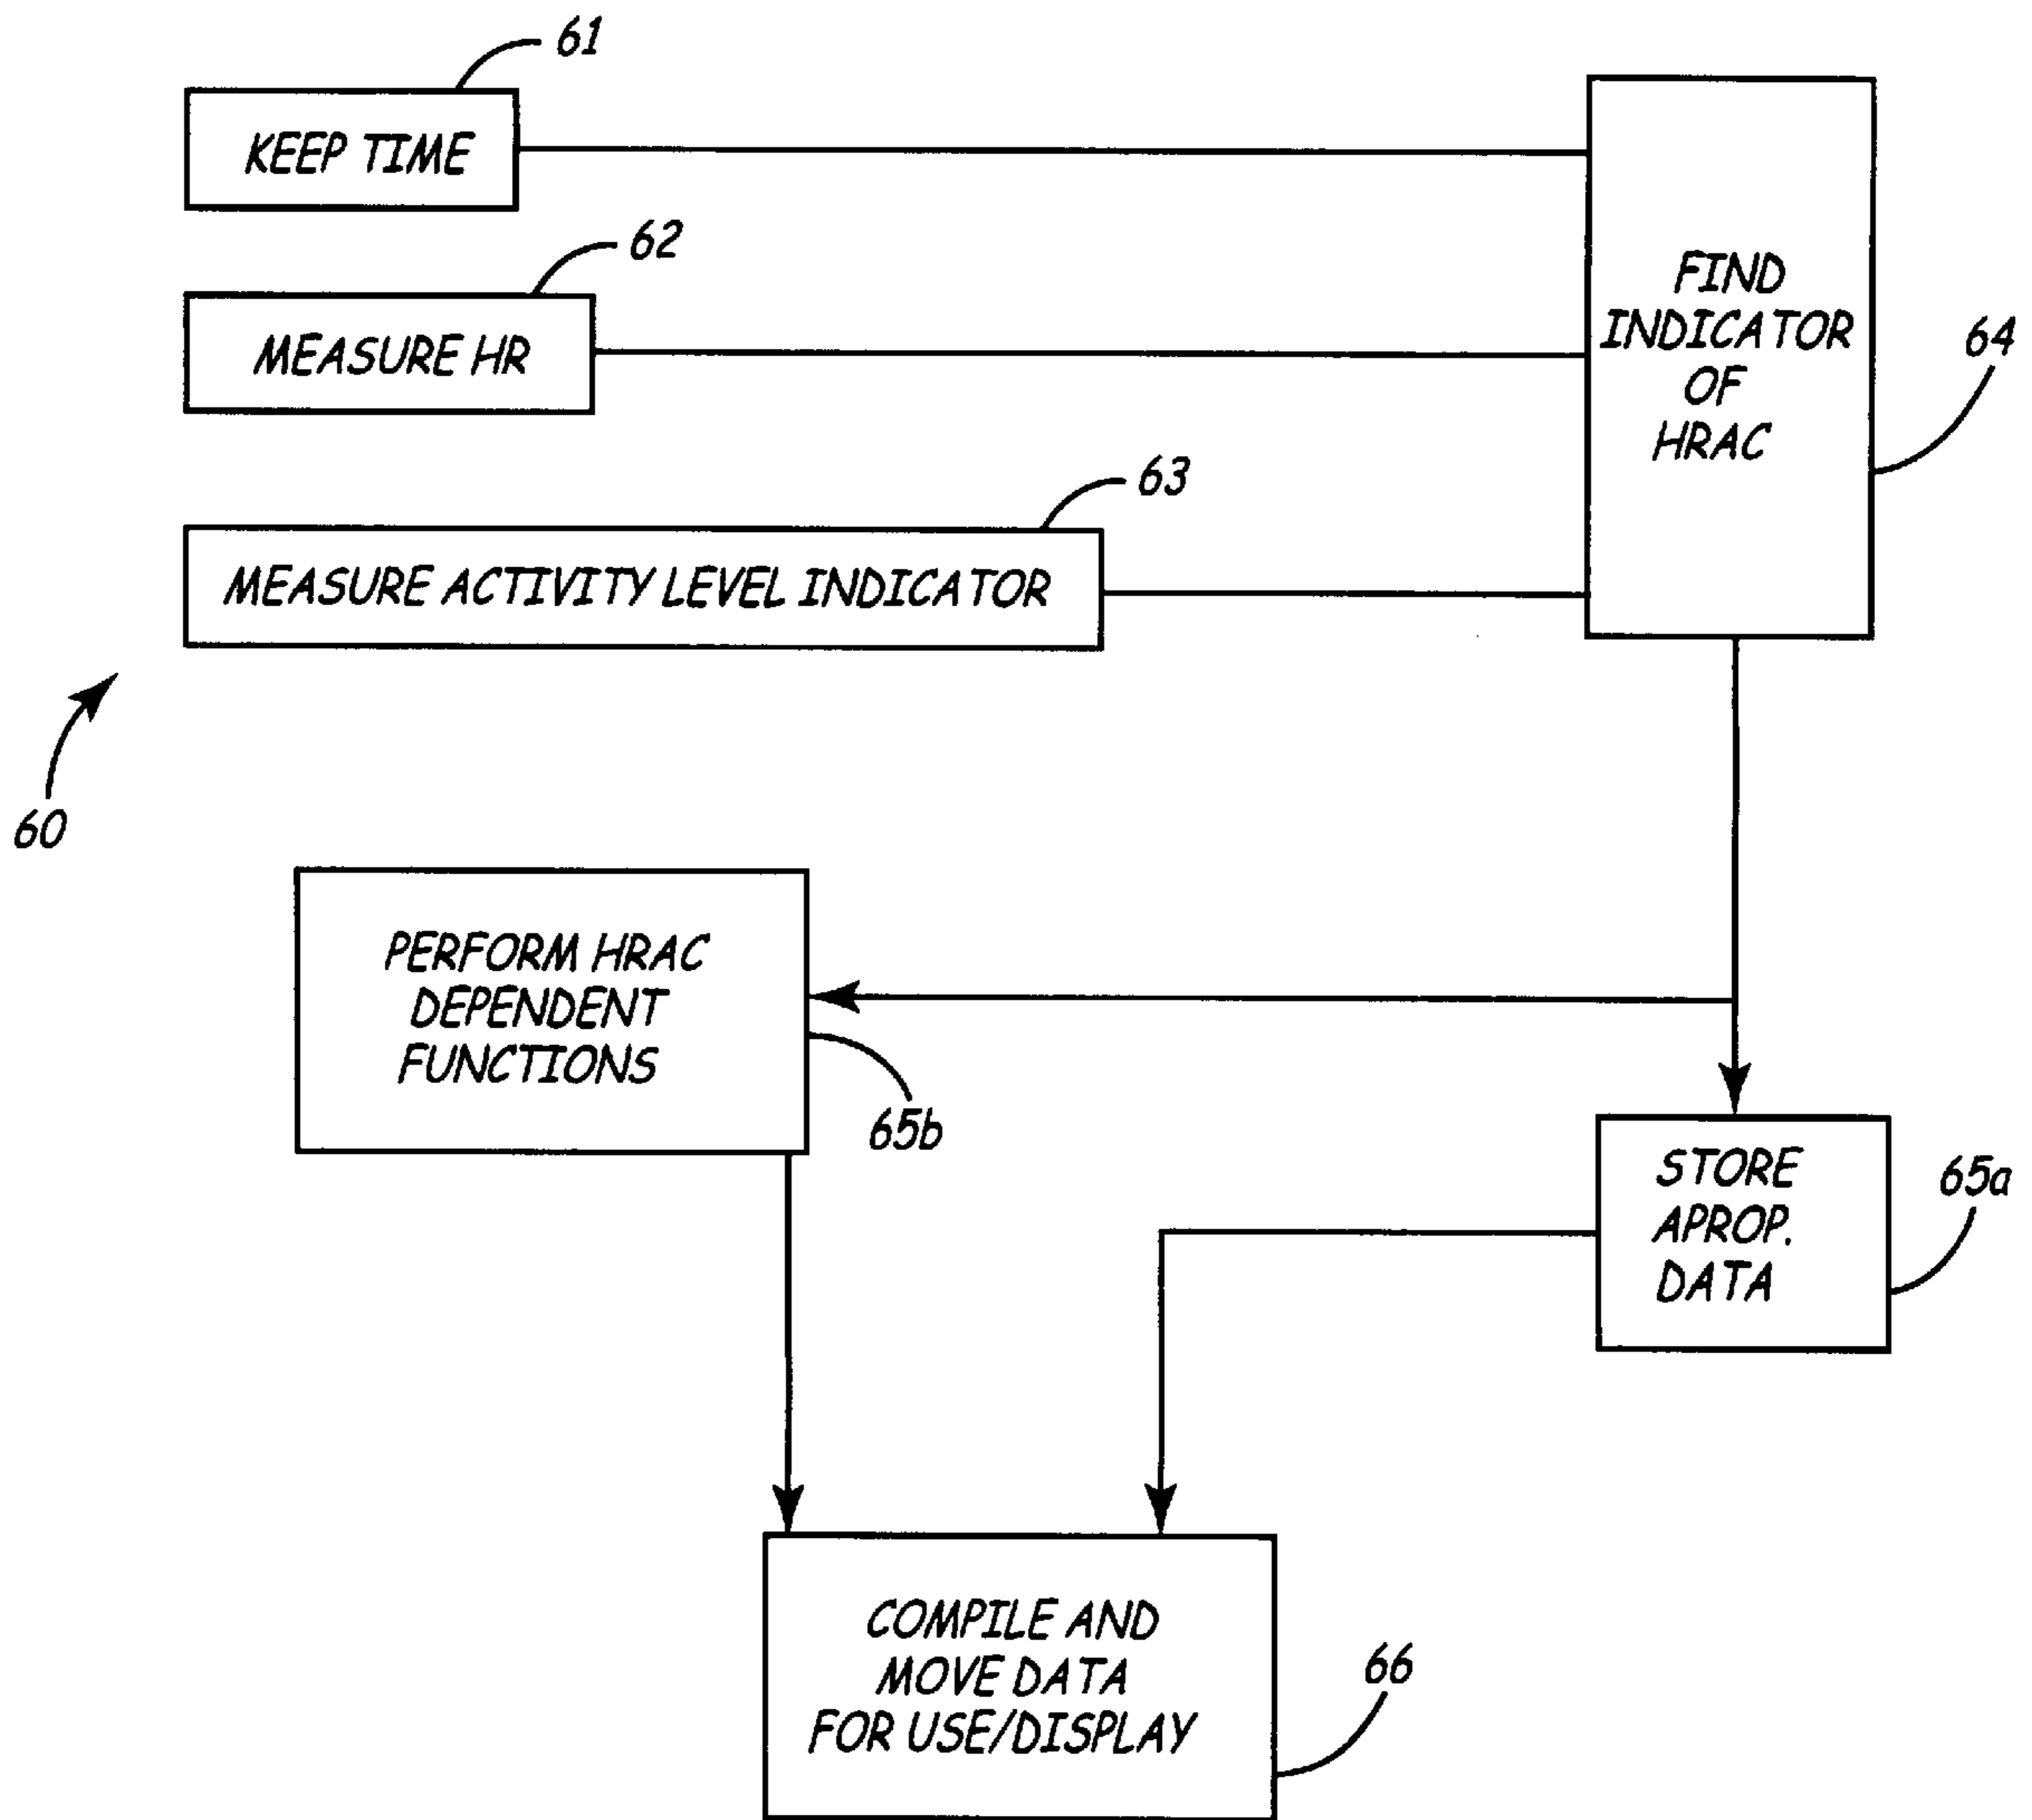 61
KEEP TIME
62
MEASURE HR
63
MEASURE ACTIVITY LEVEL INDICATOR
FIND
INDICATOR
OF
HRAC
64
60
PERFORM HRAC
DEPENDENT
FUNCTIONS
65b
STORE
APROP.
DATA
65a
COMPILE AND
MOVE DATA
FOR USE/DISPLAY
66